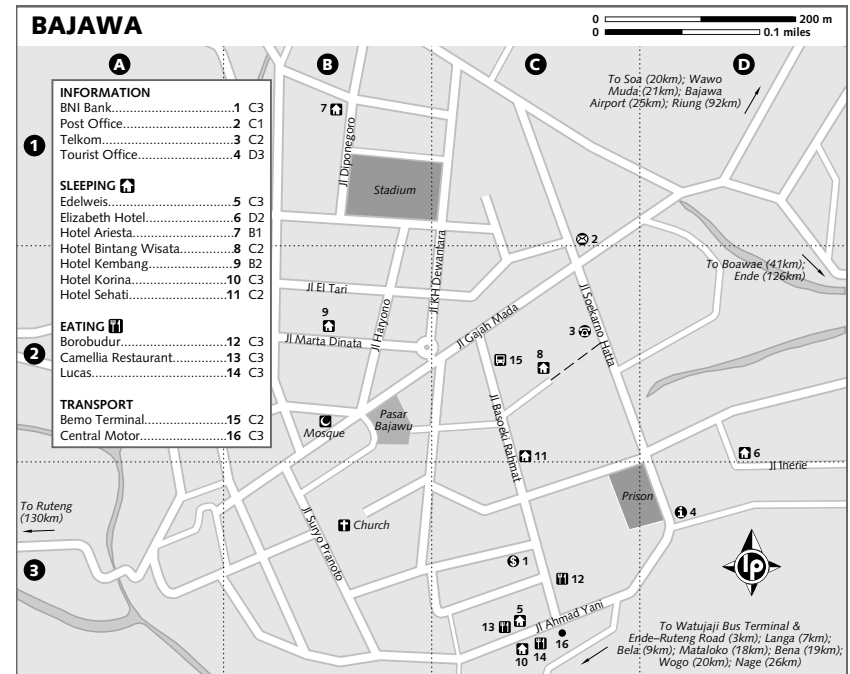 BAJAWA
0 200 m
0 0.1 miles
A
B
C
D
1
2
3
INFORMATION
BNI Bank................................1 C3
Post Office.............................2 C1
Telkom...................................3 C2
Tourist Office.........................4 D3
SLEEPING
Edelweis.................................5 C3
Elizabeth Hotel.......................6 D2
Hotel Ariesta..........................7 B1
Hotel Bintang Wisata..............8 C2
Hotel Kembang......................9 B2
Hotel Korina.........................10 C3
Hotel Sehati.........................11 C2
EATING
Borobudur............................12 C3
Camellia Restaurant..............13 C3
Lucas...................................14 C3
TRANSPORT
Bemo Terminal.....................15 C2
Central Motor.......................16 C3
To Soa (20km); Wawo
Muda (21km); Bajawa
Airport (25km); Riung (92km)
7
Jl Diponegoro
Stadium
2
To Boawae (41km);
Ende (126km)
Jl KH Dewantara
Jl El Tari
Jl Haryono
Jl Gajah Mada
Jl Soekarno Hatta
9
Jl Marta Dinata
3
15
8
Jl Basoeki Rahmat
Pasar
Bajawu
Mosque
11
6
Jl Inerie
Prison
4
To Ruteng
(130km)
Jl Suryo Pranoto
Church
1
12
5
13
Jl Ahmad Yani
16
14
10
lp
To Watujaji Bus Terminal &
Ende–Ruteng Road (3km); Langa (7km);
Bela (9km); Mataloko (18km); Bena (19km);
Wogo (20km); Nage (26km)